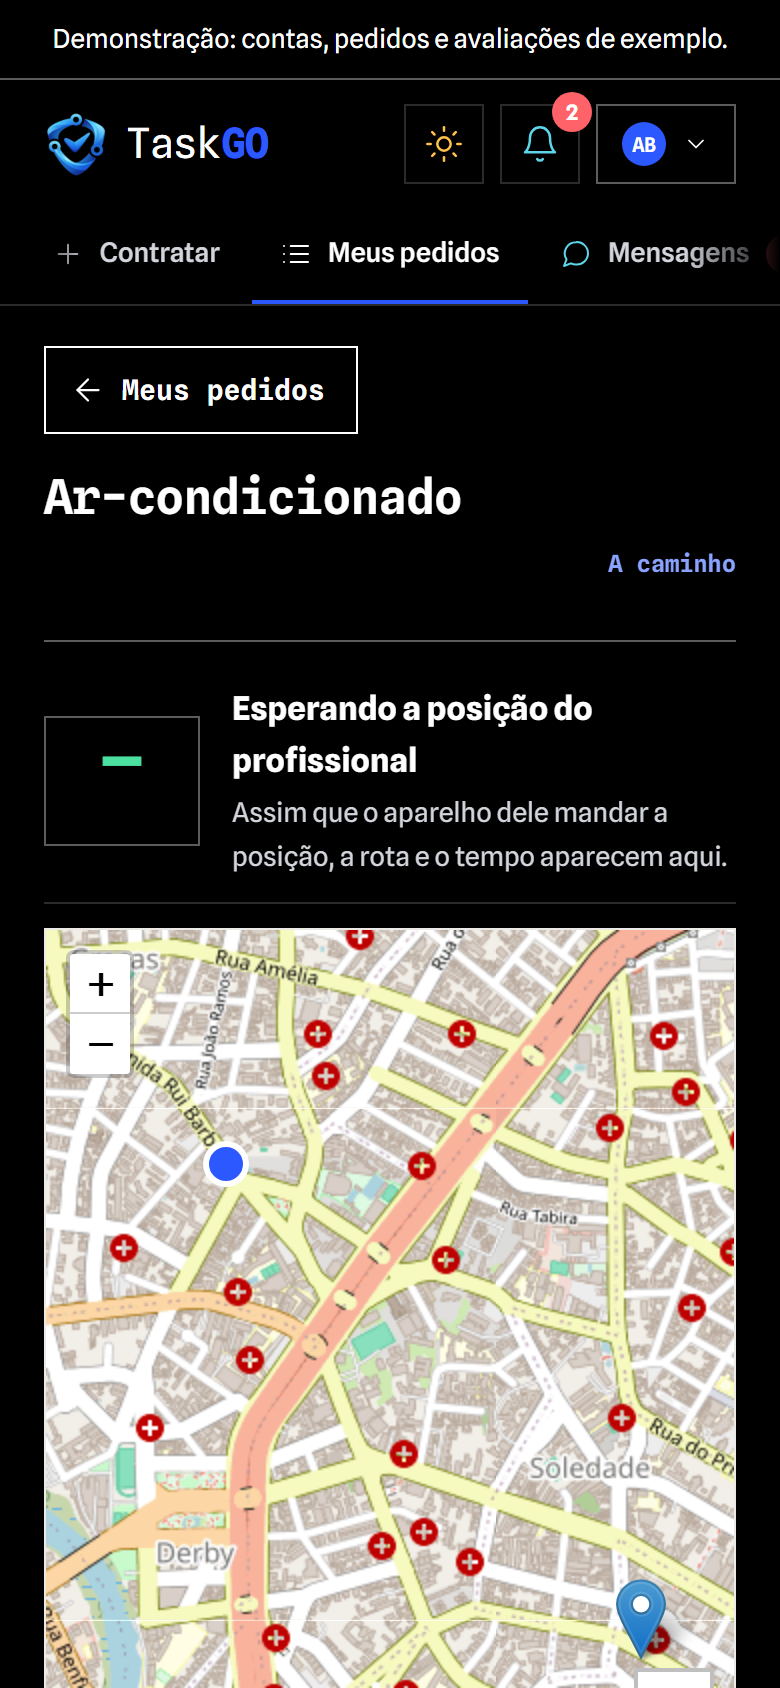 Demonstração: contas, pedidos e avaliações de exemplo.
TaskGO
2
AB
Contratar
Meus pedidos
Mensagens
Meus pedidos
Ar-condicionado
A caminho
Esperando a posição do
profissional
Assim que o aparelho dele mandar a
posição, a rota e o tempo aparecem aqui.
+
−
Rua Amélia
Rua João Ramos
Rua Tabira
Soledade
Derby